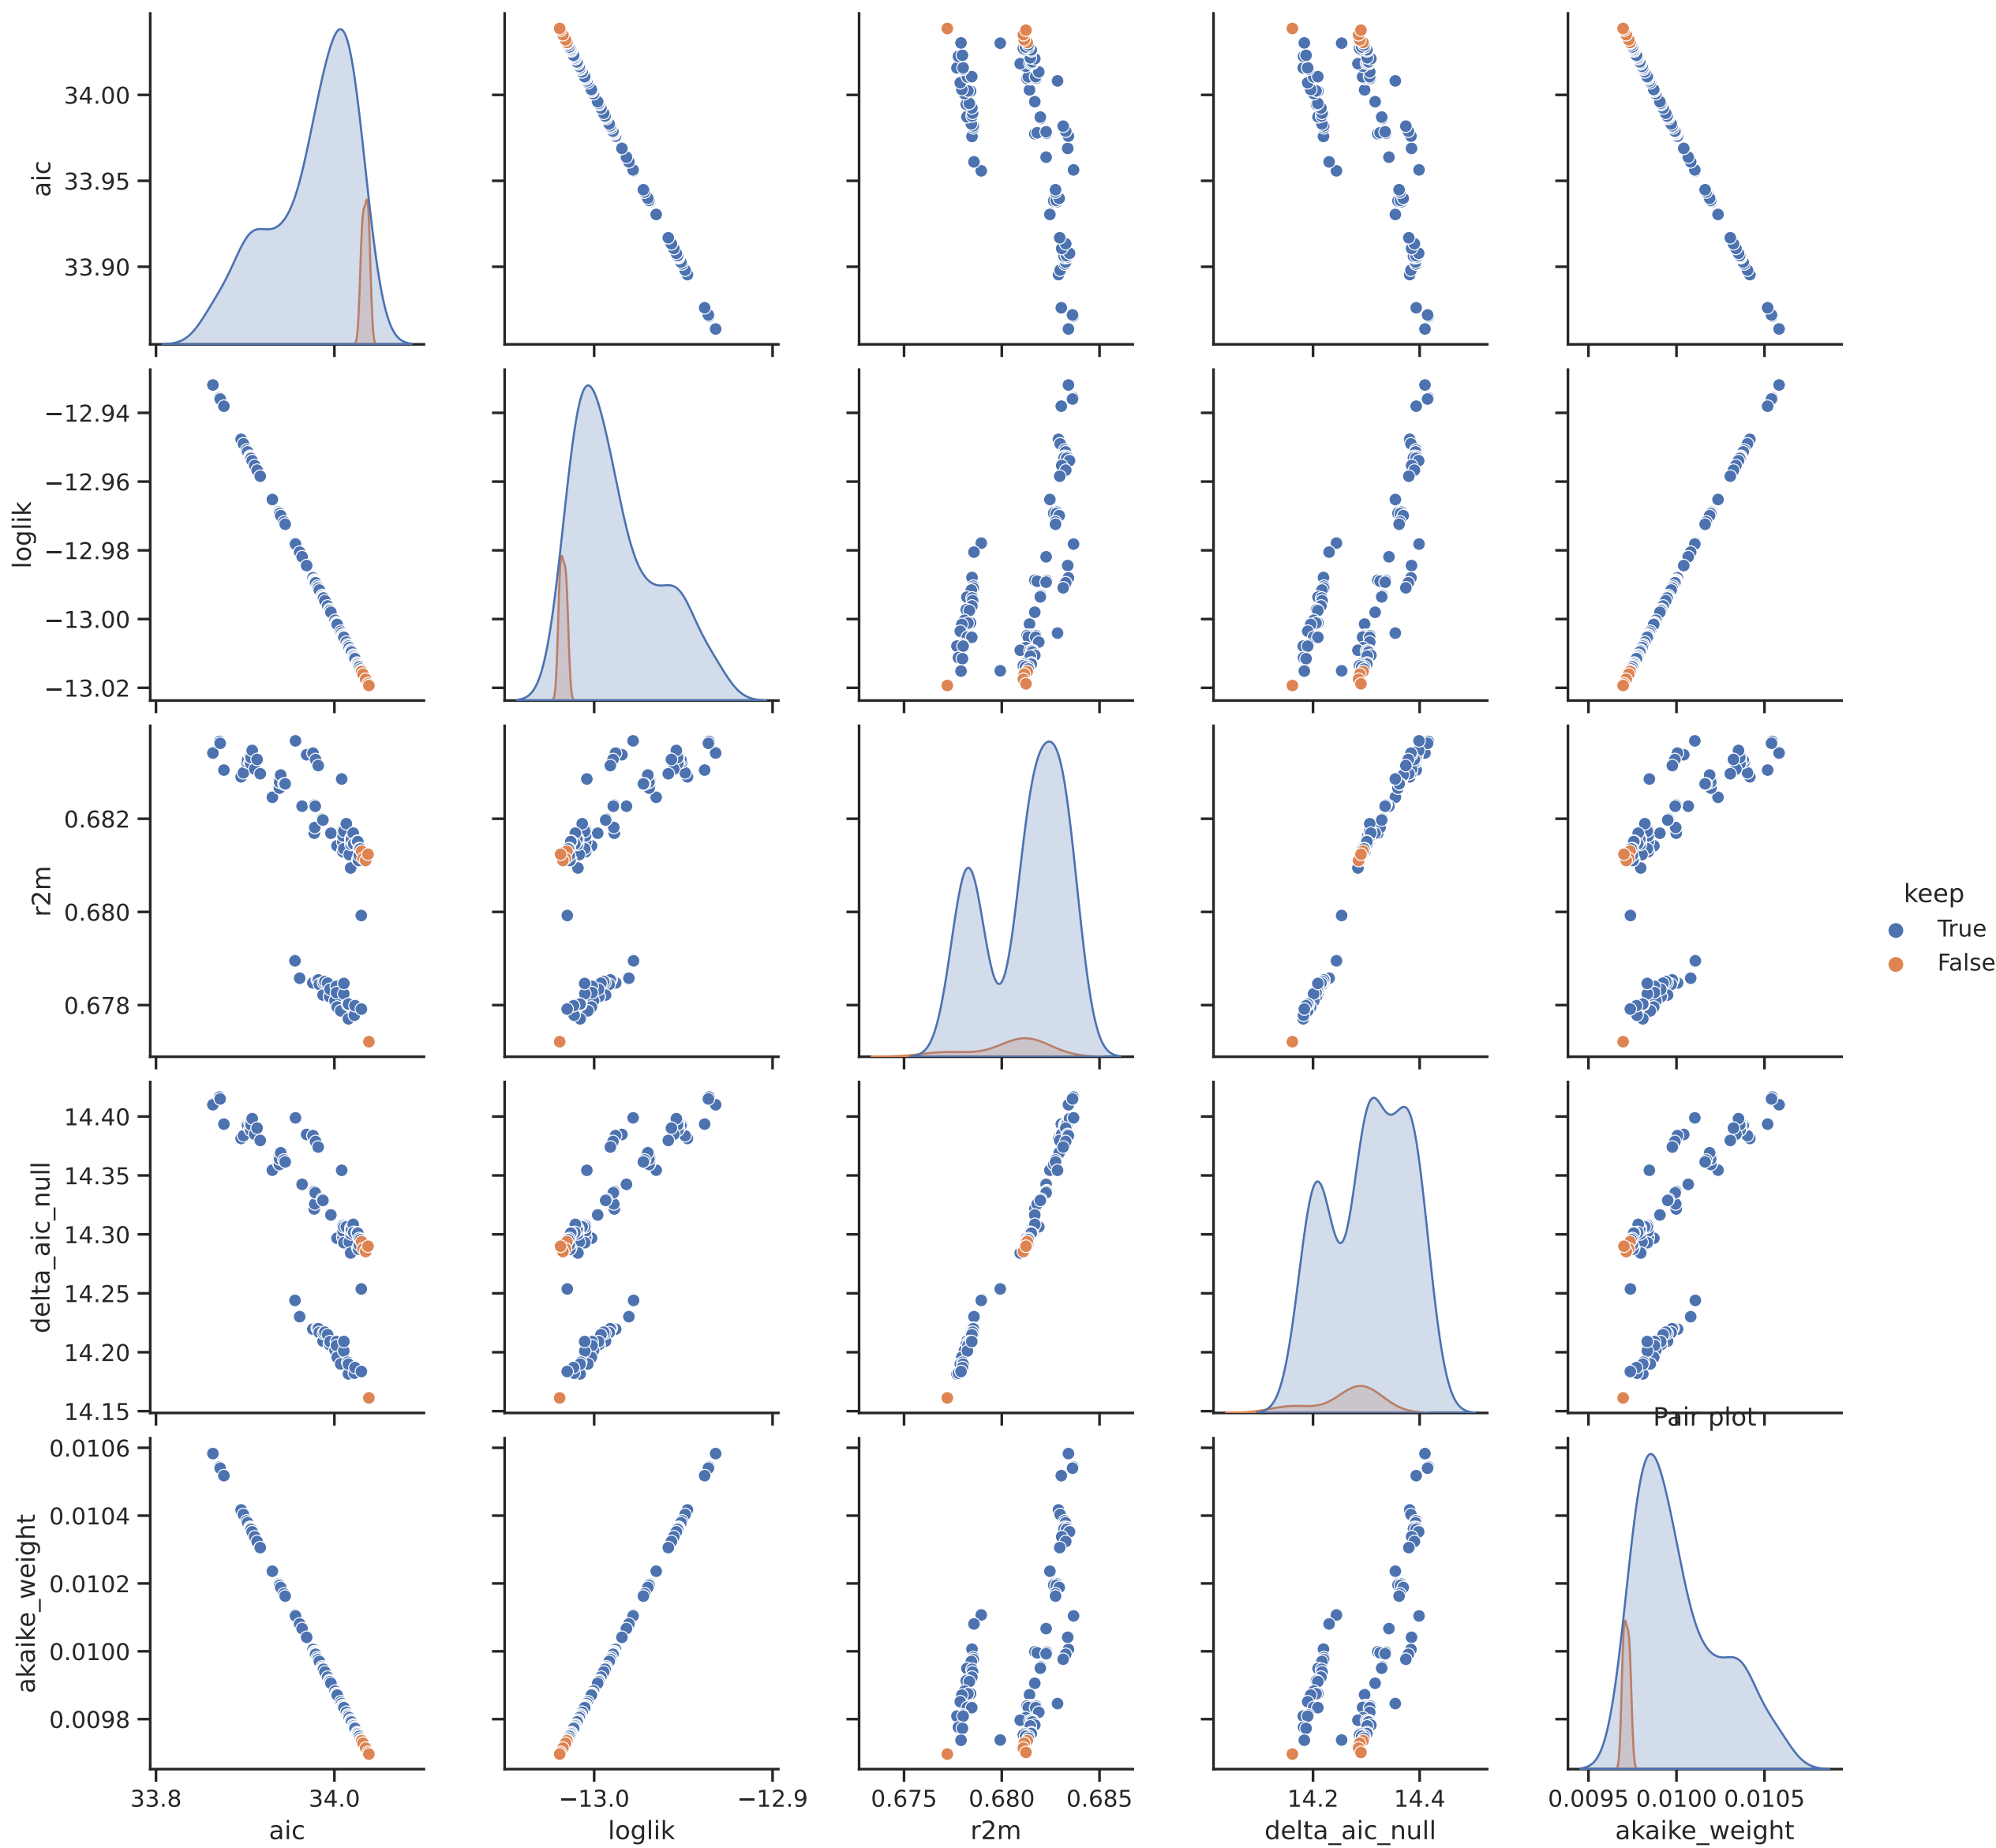 aic
34.00
33.95
33.90
loglik
−12.94
−12.96
−12.98
−13.00
−13.02
r2m
0.682
0.680
0.678
keep
True
False
delta_aic_null
14.40
14.35
14.30
14.25
14.20
14.15
Pair plot
akaike_weight
0.0106
0.0104
0.0102
0.0100
0.0098
33.8 34.0 −13.0 −12.9 0.675 0.680 0.685 14.2 14.4 0.0095 0.0100 0.0105
aic loglik r2m delta_aic_null akaike_weight